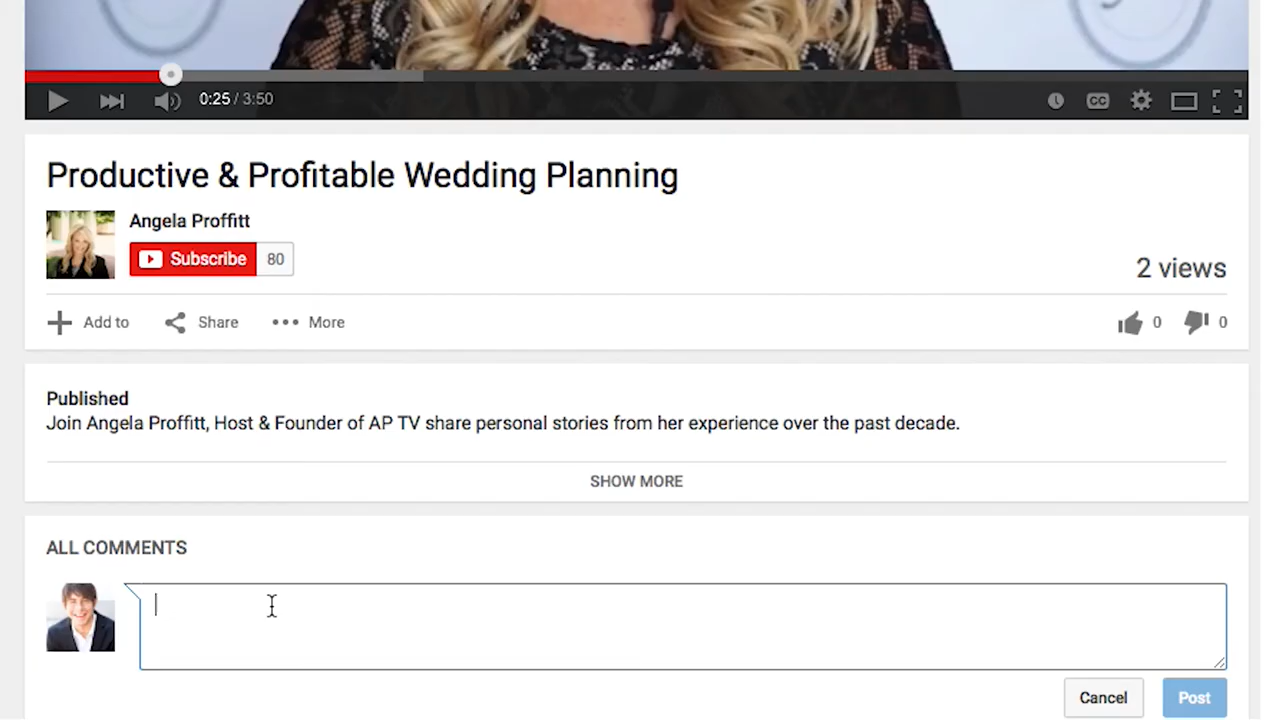 0:25 / 3:50
CC
Productive & Profitable Wedding Planning
Angela Proffitt
Subscribe 80
2 views
Add to Share More 0 0
Published
Join Angela Proffitt, Host & Founder of AP TV share personal stories from her experience over the past decade.
SHOW MORE
ALL COMMENTS
Cancel Post